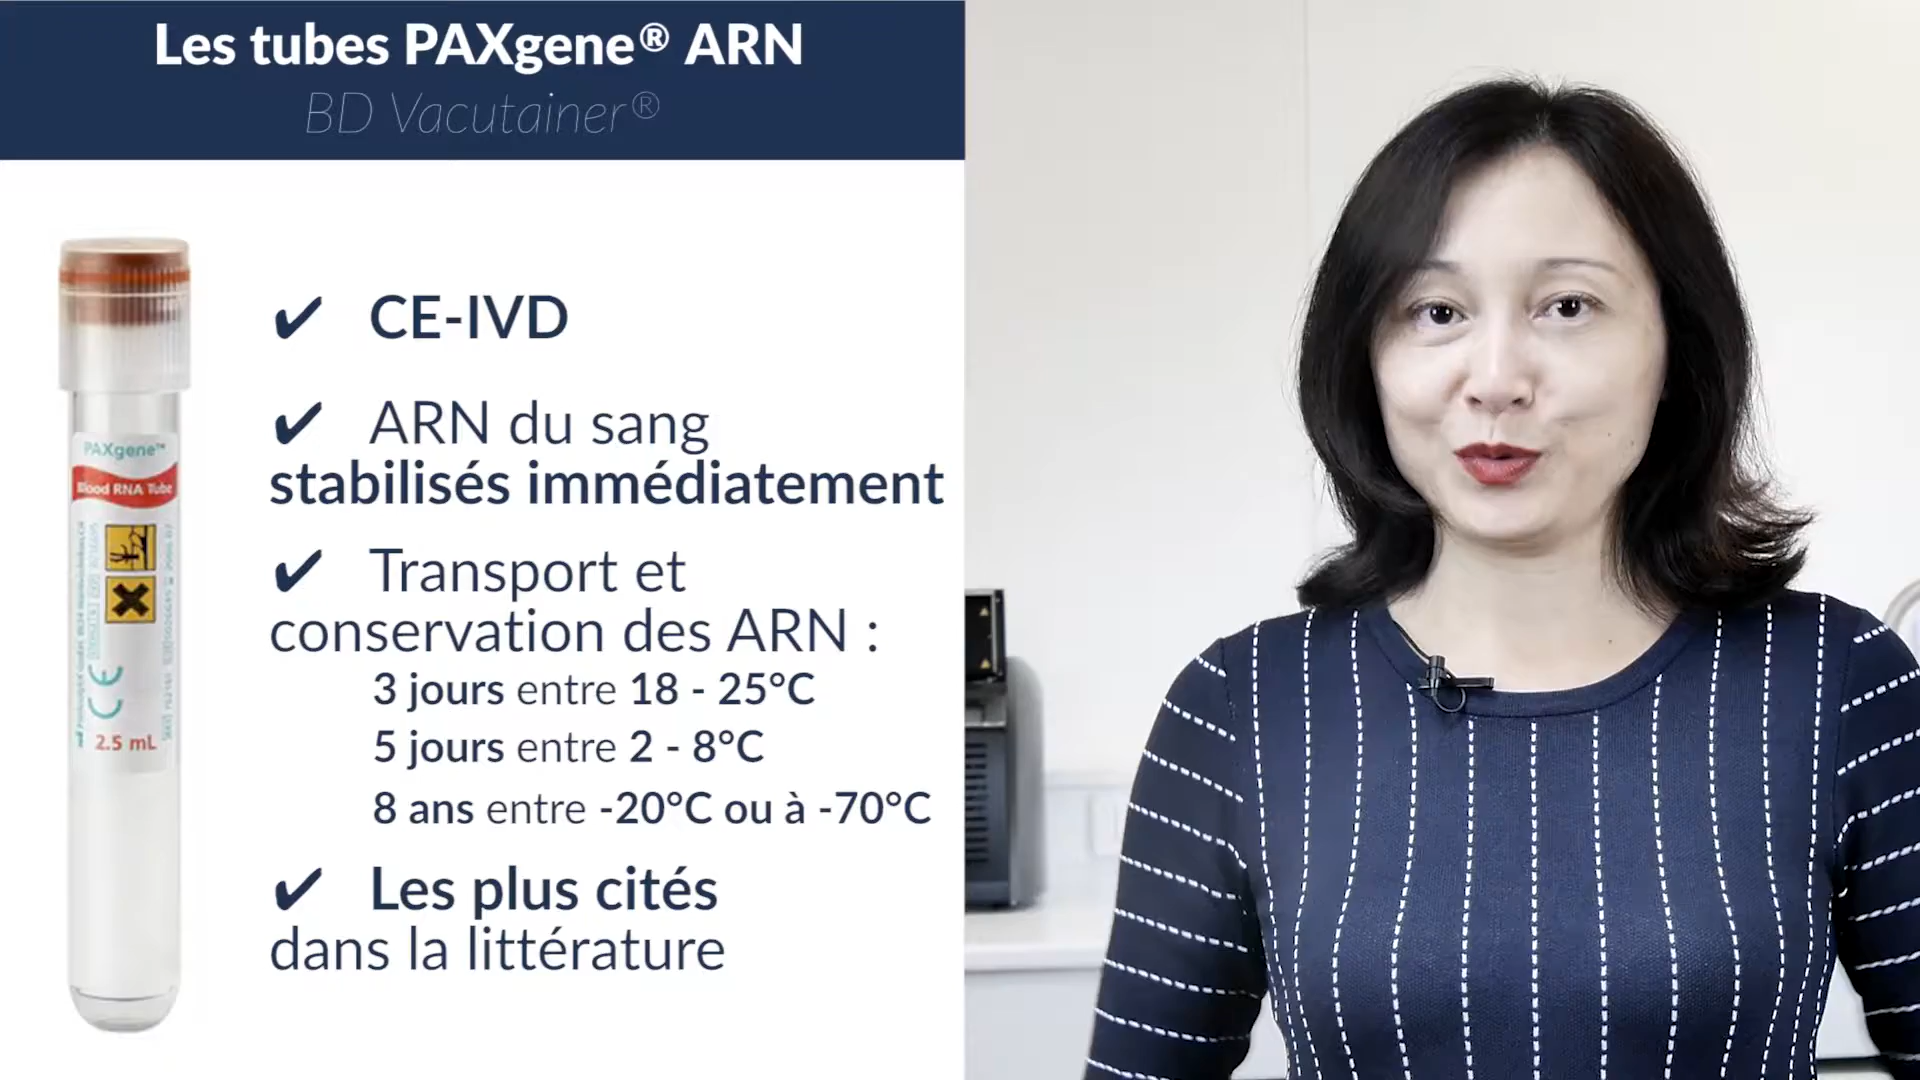 Les tubes PAXgene® ARN
BD Vacutainer®
✔ CE-IVD
✔ ARN du sang
stabilisés immédiatement
✔ Transport et
conservation des ARN :
3 jours entre 18 - 25°C
5 jours entre 2 - 8°C
8 ans entre -20°C ou à -70°C
✔ Les plus cités
dans la littérature
PAXgene™
Blood RNA Tube
CE
2.5 mL